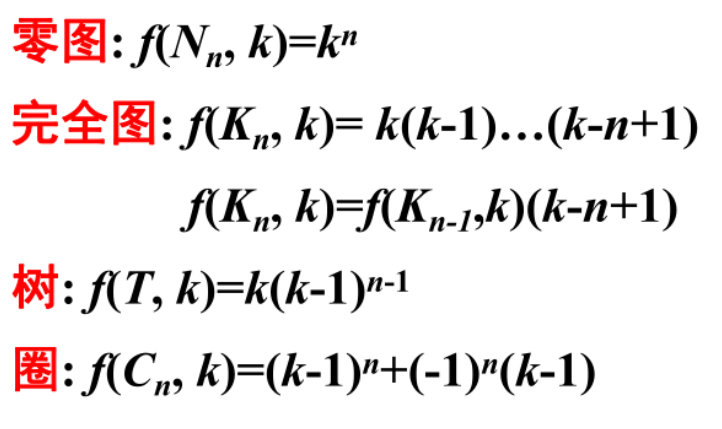 零图: f(Nₙ, k)=kⁿ
完全图: f(Kₙ, k)= k(k-1)…(k-n+1)
f(Kₙ, k)=f(Kₙ₋₁,k)(k-n+1)
树: f(T, k)=k(k-1)ⁿ⁻¹
圈: f(Cₙ, k)=(k-1)ⁿ+(-1)ⁿ(k-1)